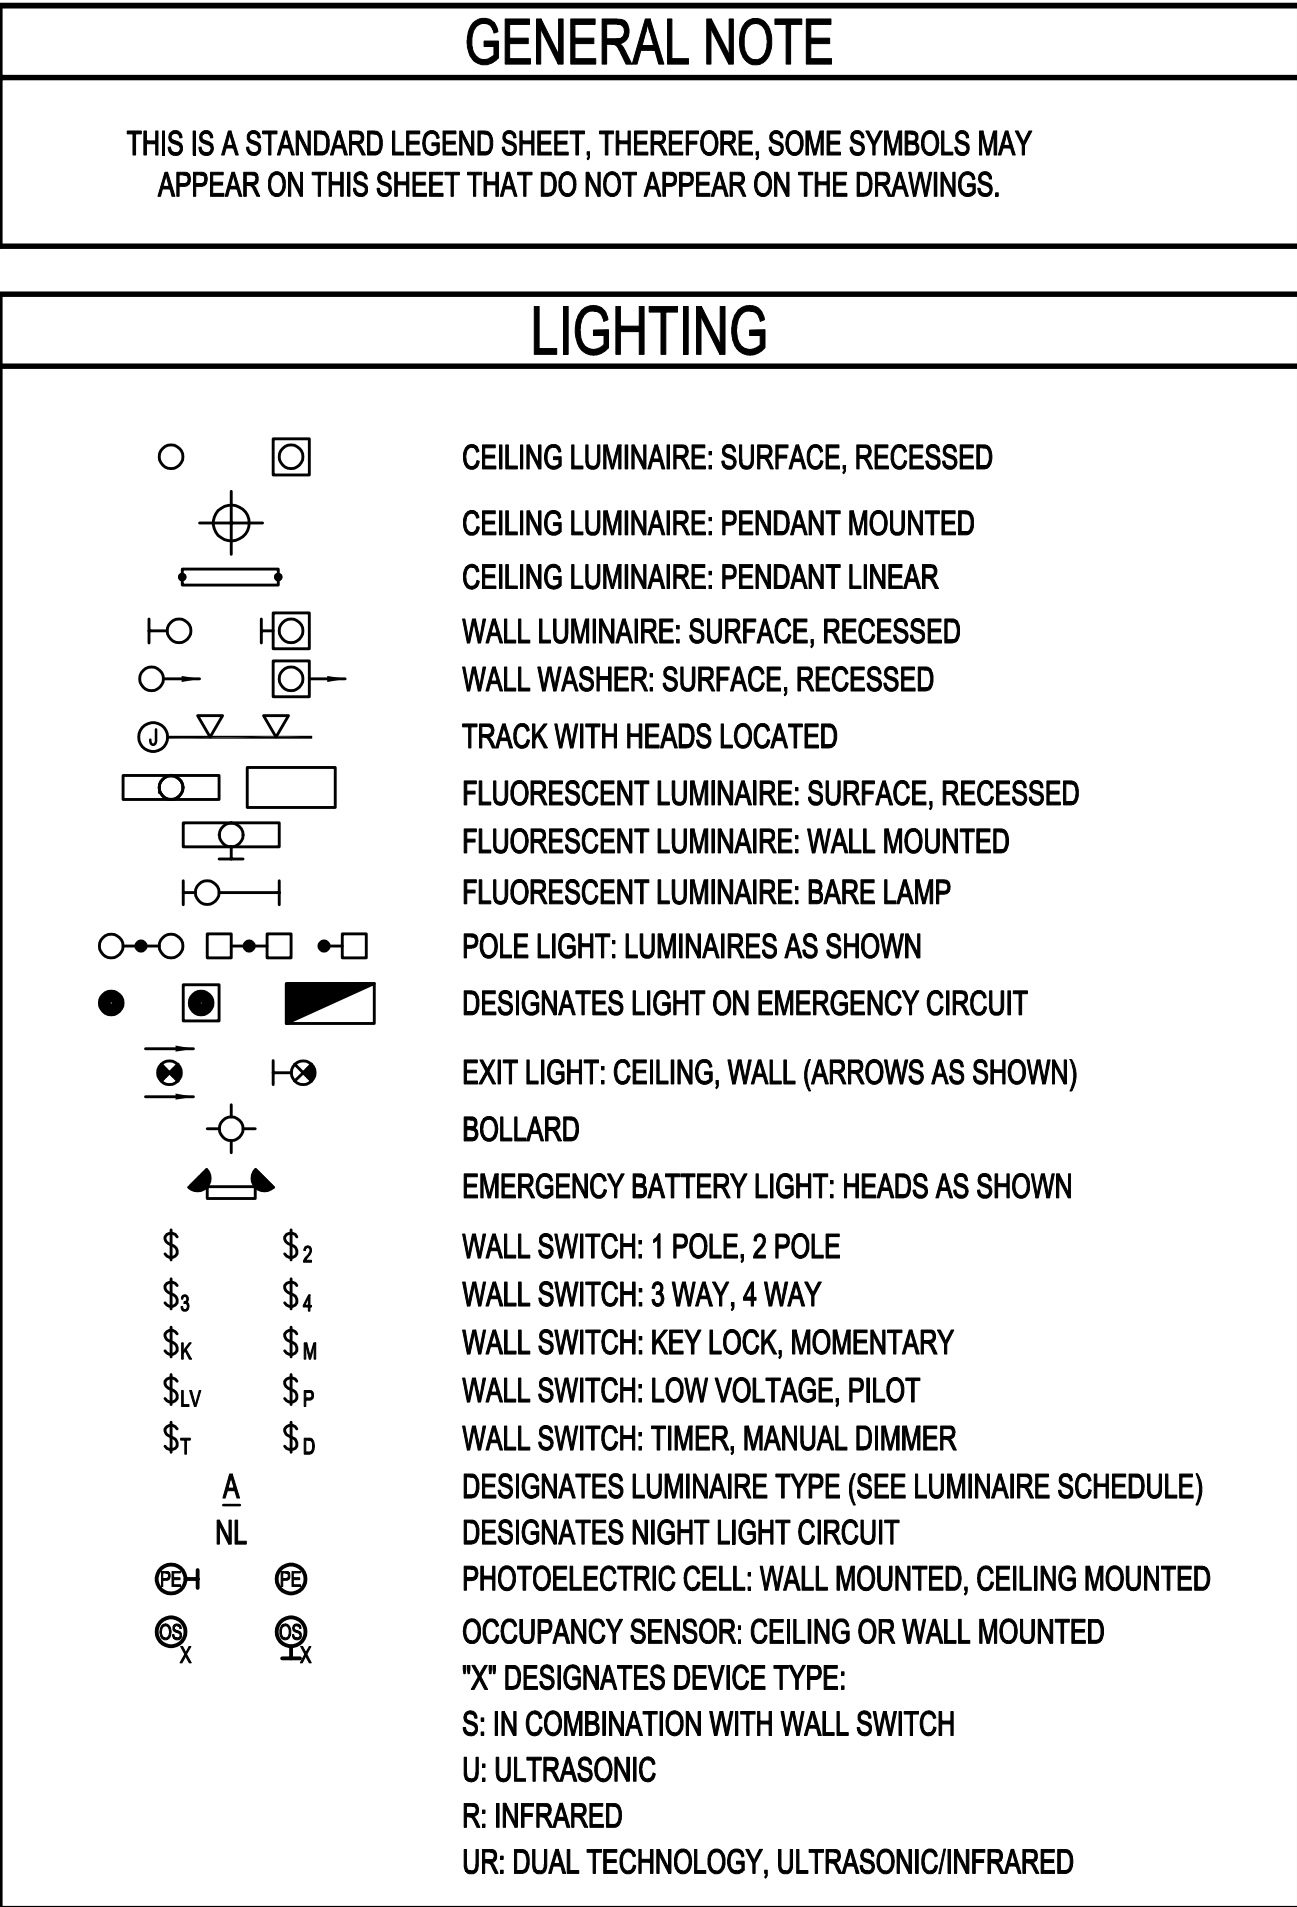 GENERAL NOTE
THIS IS A STANDARD LEGEND SHEET, THEREFORE, SOME SYMBOLS MAY
APPEAR ON THIS SHEET THAT DO NOT APPEAR ON THE DRAWINGS.
LIGHTING
CEILING LUMINAIRE: SURFACE, RECESSED
CEILING LUMINAIRE: PENDANT MOUNTED
CEILING LUMINAIRE: PENDANT LINEAR
WALL LUMINAIRE: SURFACE, RECESSED
WALL WASHER: SURFACE, RECESSED
J TRACK WITH HEADS LOCATED
FLUORESCENT LUMINAIRE: SURFACE, RECESSED
FLUORESCENT LUMINAIRE: WALL MOUNTED
FLUORESCENT LUMINAIRE: BARE LAMP
POLE LIGHT: LUMINAIRES AS SHOWN
DESIGNATES LIGHT ON EMERGENCY CIRCUIT
EXIT LIGHT: CEILING, WALL (ARROWS AS SHOWN)
BOLLARD
EMERGENCY BATTERY LIGHT: HEADS AS SHOWN
$ $2 WALL SWITCH: 1 POLE, 2 POLE
$3 $4 WALL SWITCH: 3 WAY, 4 WAY
$K $M WALL SWITCH: KEY LOCK, MOMENTARY
$LV $P WALL SWITCH: LOW VOLTAGE, PILOT
$T $D WALL SWITCH: TIMER, MANUAL DIMMER
A DESIGNATES LUMINAIRE TYPE (SEE LUMINAIRE SCHEDULE)
NL DESIGNATES NIGHT LIGHT CIRCUIT
PE PE PHOTOELECTRIC CELL: WALL MOUNTED, CEILING MOUNTED
OS X OS X OCCUPANCY SENSOR: CEILING OR WALL MOUNTED
"X" DESIGNATES DEVICE TYPE:
S: IN COMBINATION WITH WALL SWITCH
U: ULTRASONIC
R: INFRARED
UR: DUAL TECHNOLOGY, ULTRASONIC/INFRARED